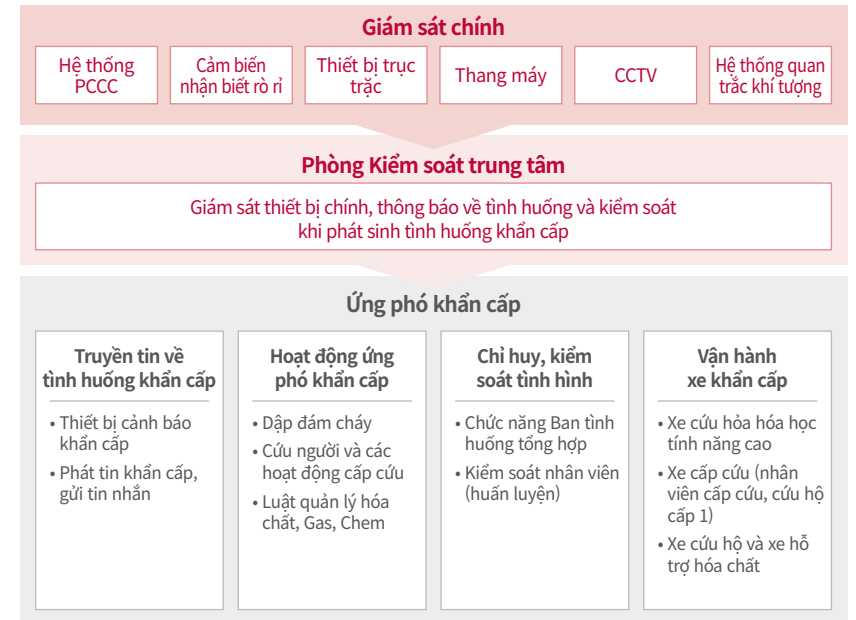 Giám sát chính
Hệ thống
PCCC
Cảm biến
nhận biết rò rỉ
Thiết bị trục
trặc
Thang máy
CCTV
Hệ thống quan
trắc khí tượng
Phòng Kiểm soát trung tâm
Giám sát thiết bị chính, thông báo về tình huống và kiểm soát
khi phát sinh tình huống khẩn cấp
Ứng phó khẩn cấp
Truyền tin về
tình huống khẩn cấp
• Thiết bị cảnh báo
khẩn cấp
• Phát tin khẩn cấp,
gửi tin nhắn
Hoạt động ứng
phó khẩn cấp
• Dập đám cháy
• Cứu người và các
hoạt động cấp cứu
• Luật quản lý hóa
chất, Gas, Chem
Chỉ huy, kiểm
soát tình hình
• Chức năng Ban tình
huống tổng hợp
• Kiểm soát nhân viên
(huấn luyện)
Vận hành
xe khẩn cấp
• Xe cứu hỏa hóa học
tính năng cao
• Xe cấp cứu (nhân
viên cấp cứu, cứu hộ
cấp 1)
• Xe cứu hộ và xe hỗ
trợ hóa chất